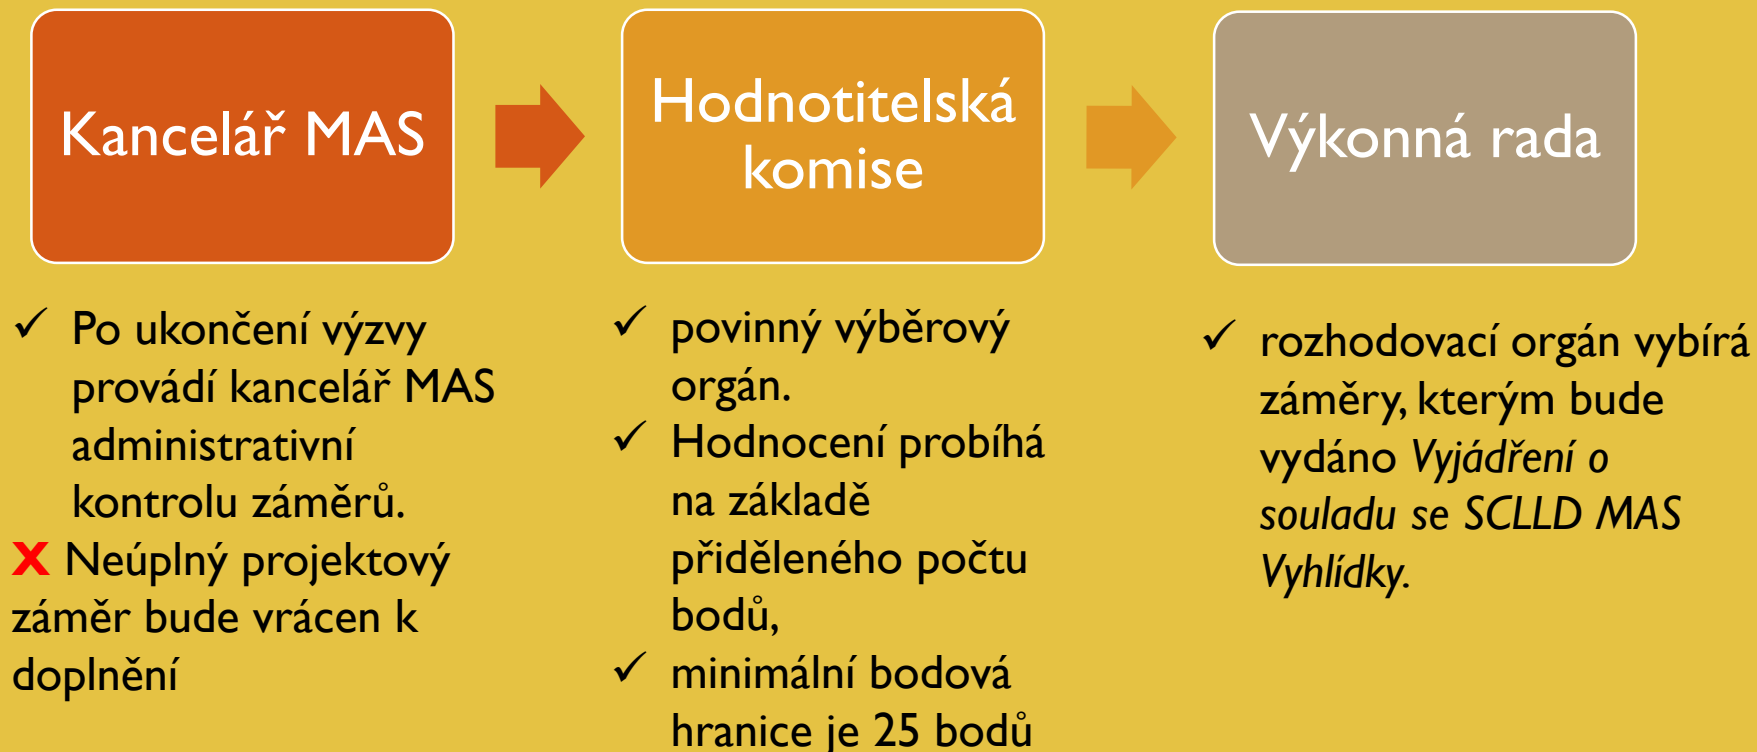 Kancelář MAS
Hodnotitelská
komise
Výkonná rada
✓ Po ukončení výzvy
provádí kancelář MAS
administrativní
kontrolu záměrů.
X Neúplný projektový
záměr bude vrácen k
doplnění
✓ povinný výběrový
orgán.
✓ Hodnocení probíhá
na základě
přiděleného počtu
bodů,
✓ minimální bodová
hranice je 25 bodů
✓ rozhodovací orgán vybírá
záměry, kterým bude
vydáno Vyjádření o
souladu se SCLLD MAS
Vyhlídky.